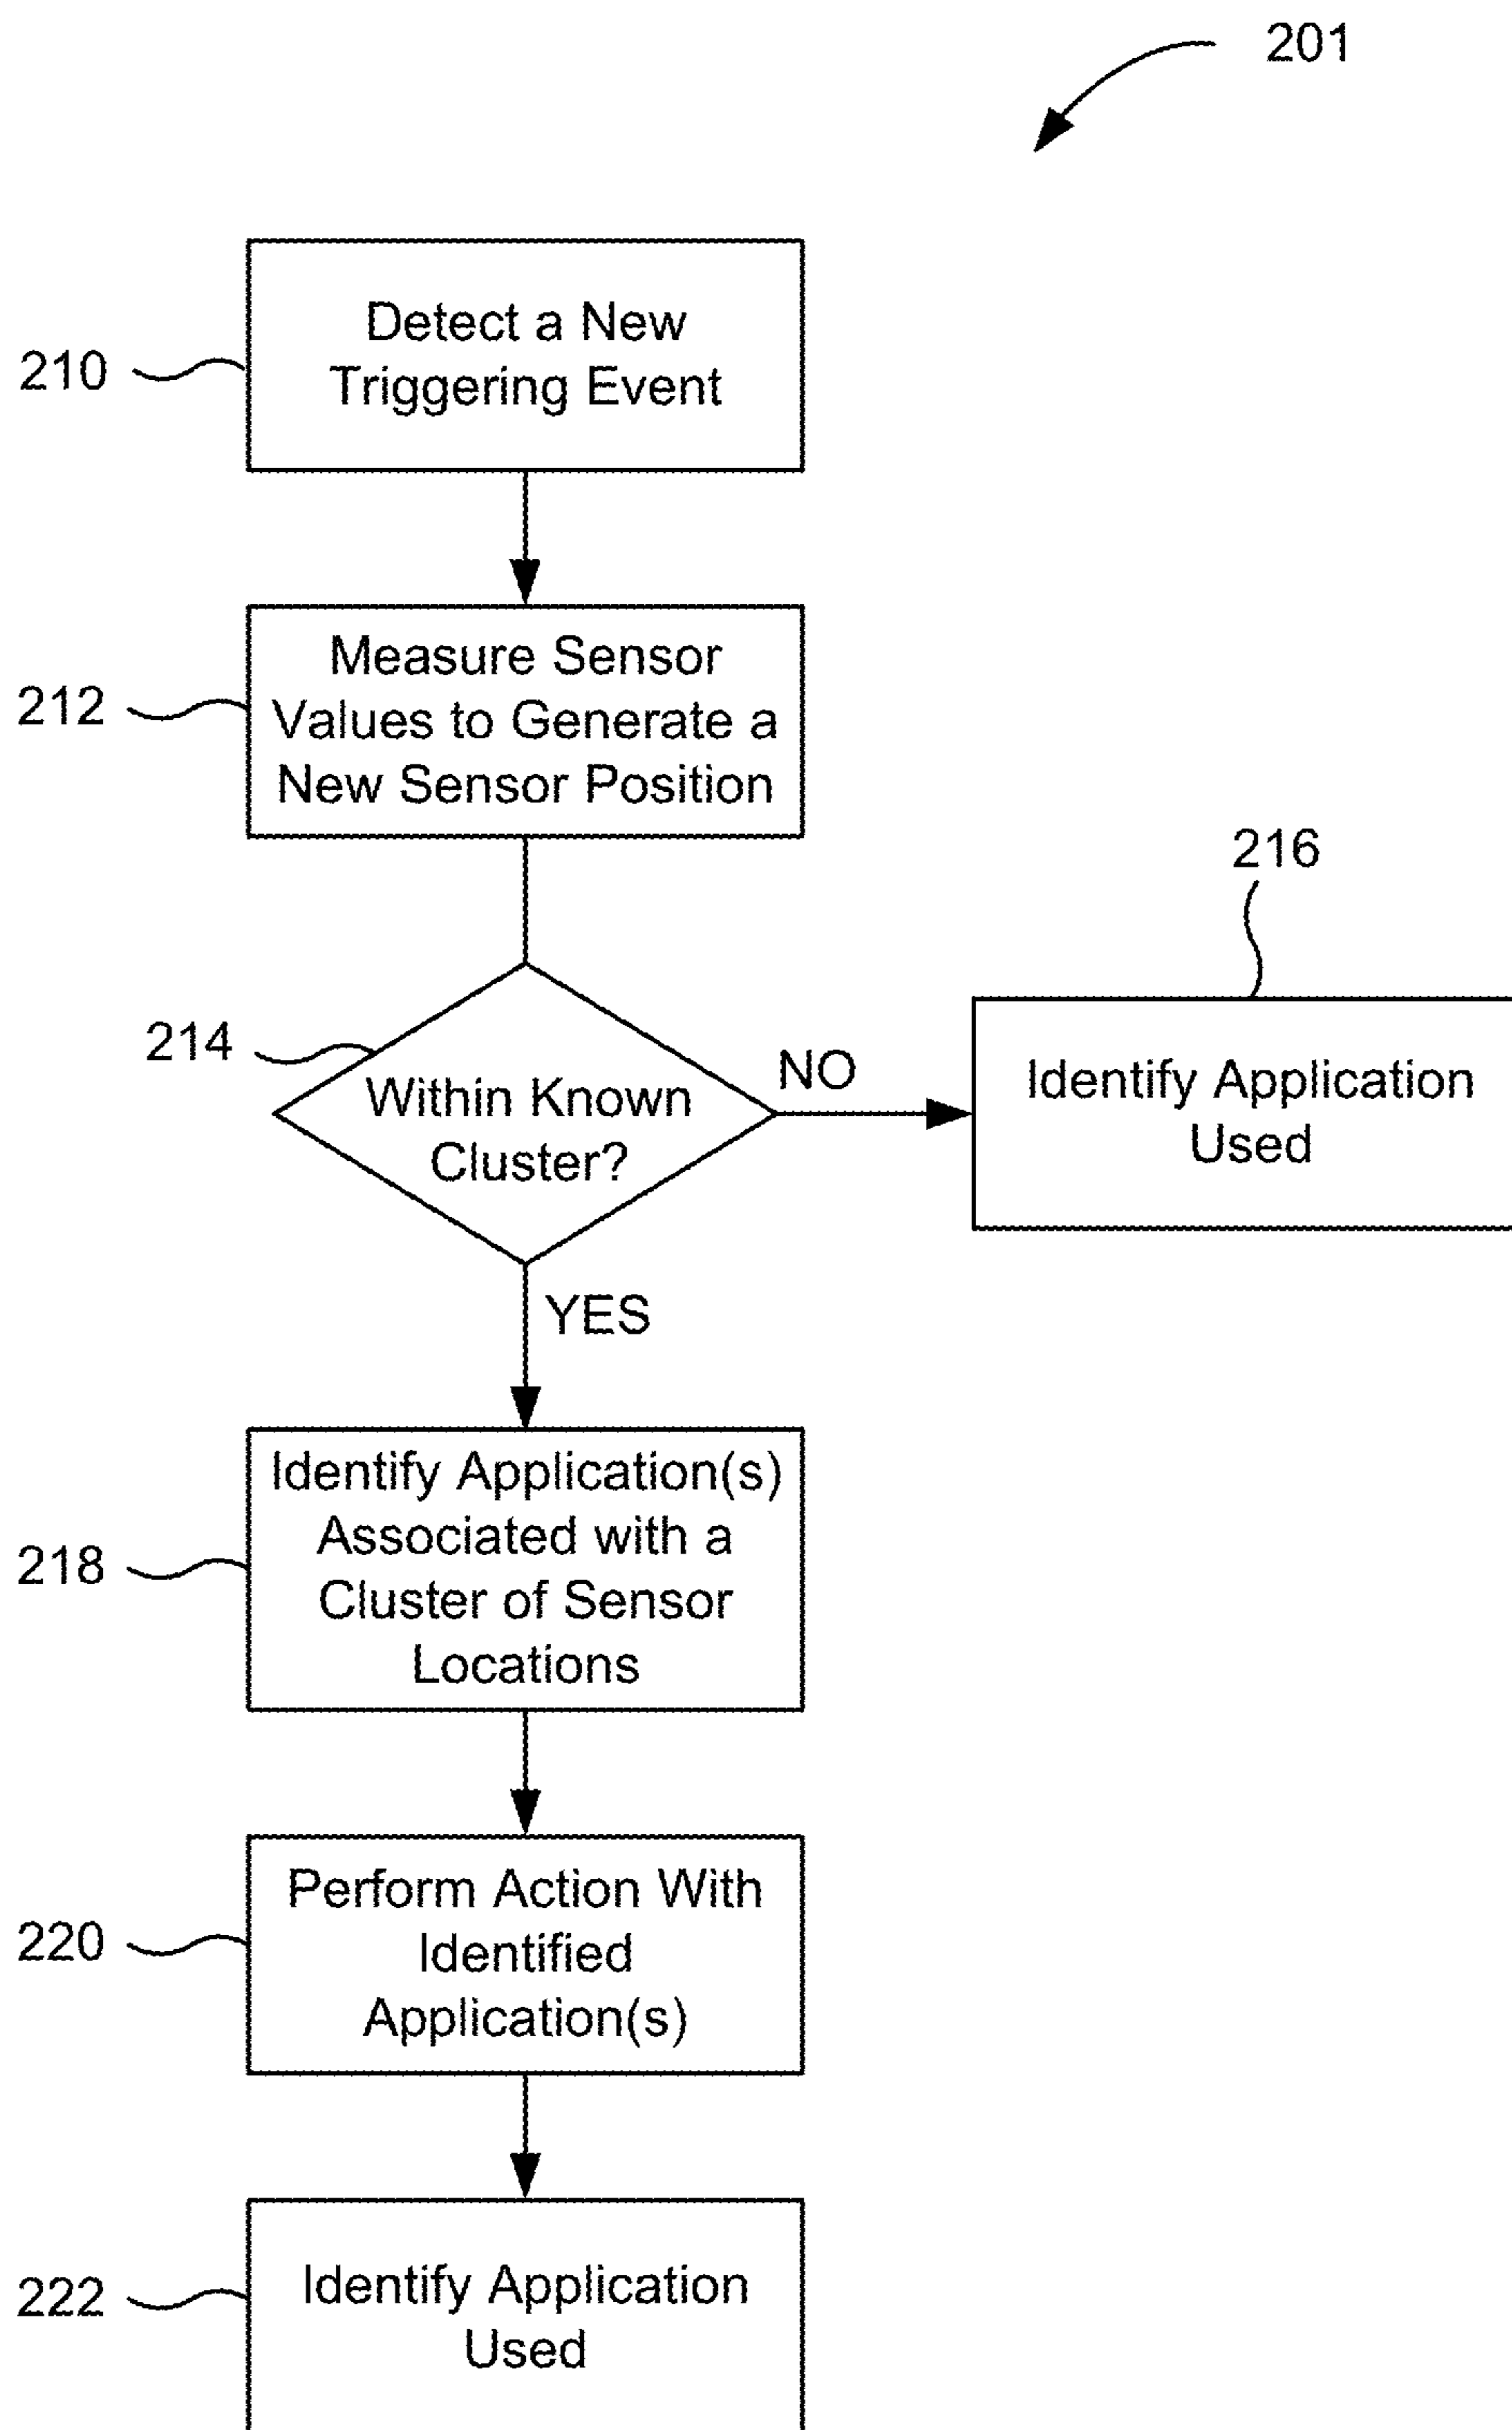 201
Detect a New
Triggering Event
210
Measure Sensor
Values to Generate a
New Sensor Position
212
216
214
Within Known
Cluster?
NO
Identify Application
Used
YES
Identify Application(s)
Associated with a
Cluster of Sensor
Locations
218
Perform Action With
Identified
Application(s)
220
Identify Application
Used
222